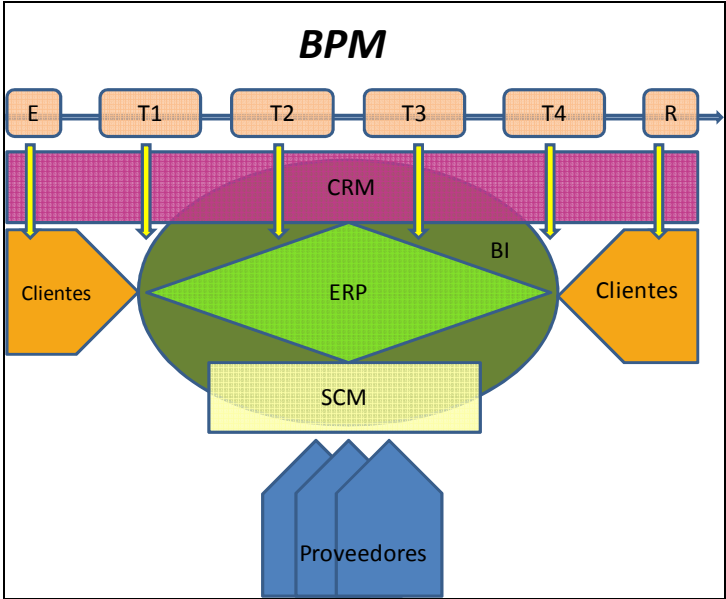 BPM
E
T1
T2
T3
T4
R
CRM
BI
Clientes
ERP
Clientes
SCM
Proveedores